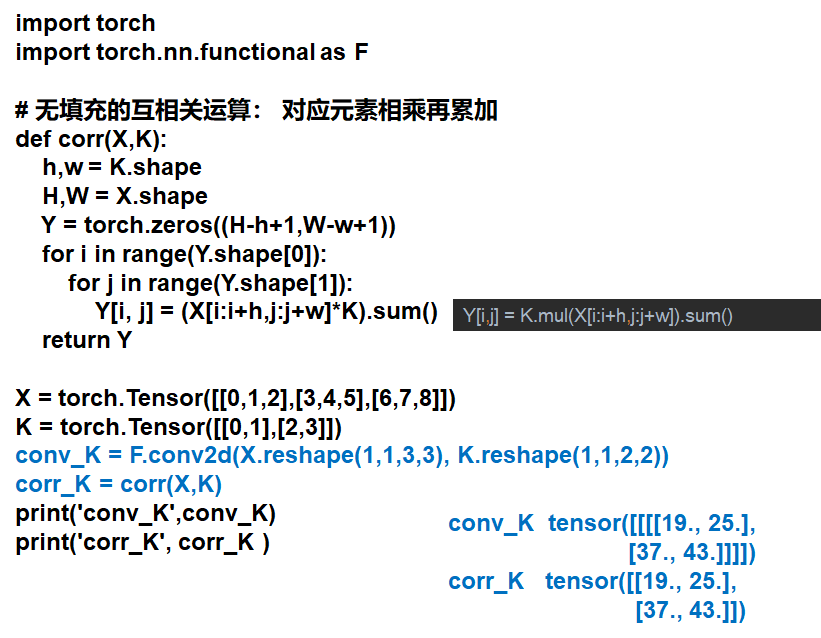 import torch
import torch.nn.functional as F
# 无填充的互相关运算： 对应元素相乘再累加
def corr(X,K):
h,w = K.shape
H,W = X.shape
Y = torch.zeros((H-h+1,W-w+1))
for i in range(Y.shape[0]):
for j in range(Y.shape[1]):
Y[i, j] = (X[i:i+h,j:j+w]*K).sum()
Y[i,j] = K.mul(X[i:i+h,j:j+w]).sum()
return Y
X = torch.Tensor([[0,1,2],[3,4,5],[6,7,8]])
K = torch.Tensor([[0,1],[2,3]])
conv_K = F.conv2d(X.reshape(1,1,3,3), K.reshape(1,1,2,2))
corr_K = corr(X,K)
print('conv_K',conv_K)
print('corr_K', corr_K )
conv_K tensor([[[[19., 25.],
[37., 43.]]]])
corr_K tensor([[19., 25.],
[37., 43.]])